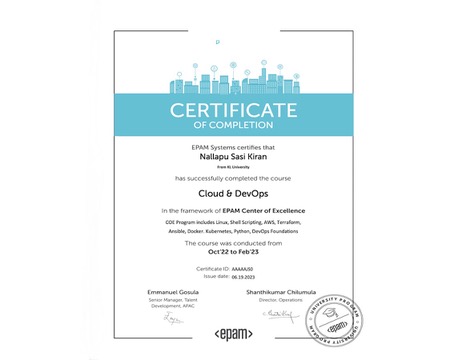 CERTIFICATE
OF COMPLETION
EPAM Systems certifies that
Nallapu Sasi Kiran
From KL University
has successfully completed the course
Cloud & DevOps
In the framework of EPAM Center of Excellence
COE Program includes Linux, Shell Scripting, AWS, Terraform,
Ansible, Docker. Kubernetes, Python, DevOps Foundations
The course was conducted from
Oct'22 to Feb'23
Certificate ID: AAAAAJS0
Issue date: 06.19.2023
Emmanuel Gosula
Senior Manager, Talent
Development, APAC
Shanthikumar Chilumula
Director, Operations
<epam>
UNIVERSITY PROGRAM
<epam>
UNIVERSITY PROGRAM